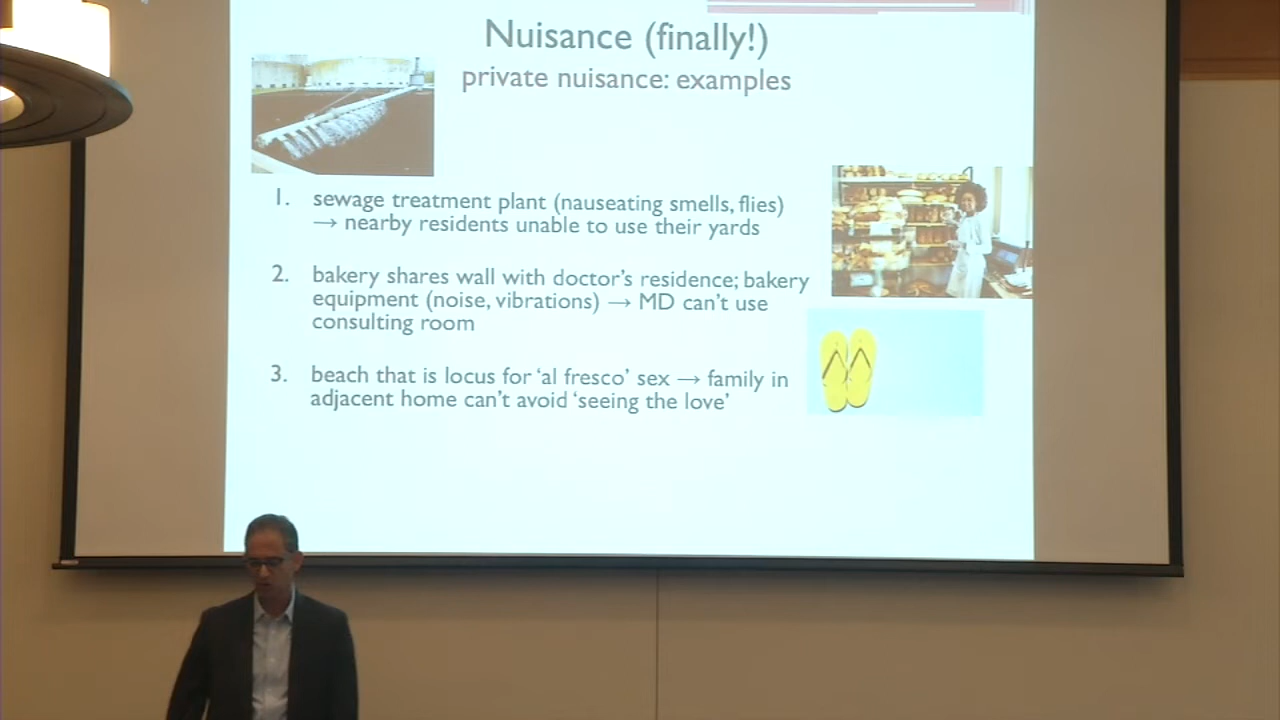 Nuisance (finally!)
private nuisance: examples
1. sewage treatment plant (nauseating smells, flies)
→ nearby residents unable to use their yards
2. bakery shares wall with doctor's residence; bakery
equipment (noise, vibrations) → MD can't use
consulting room
3. beach that is locus for 'al fresco' sex → family in
adjacent home can't avoid 'seeing the love'